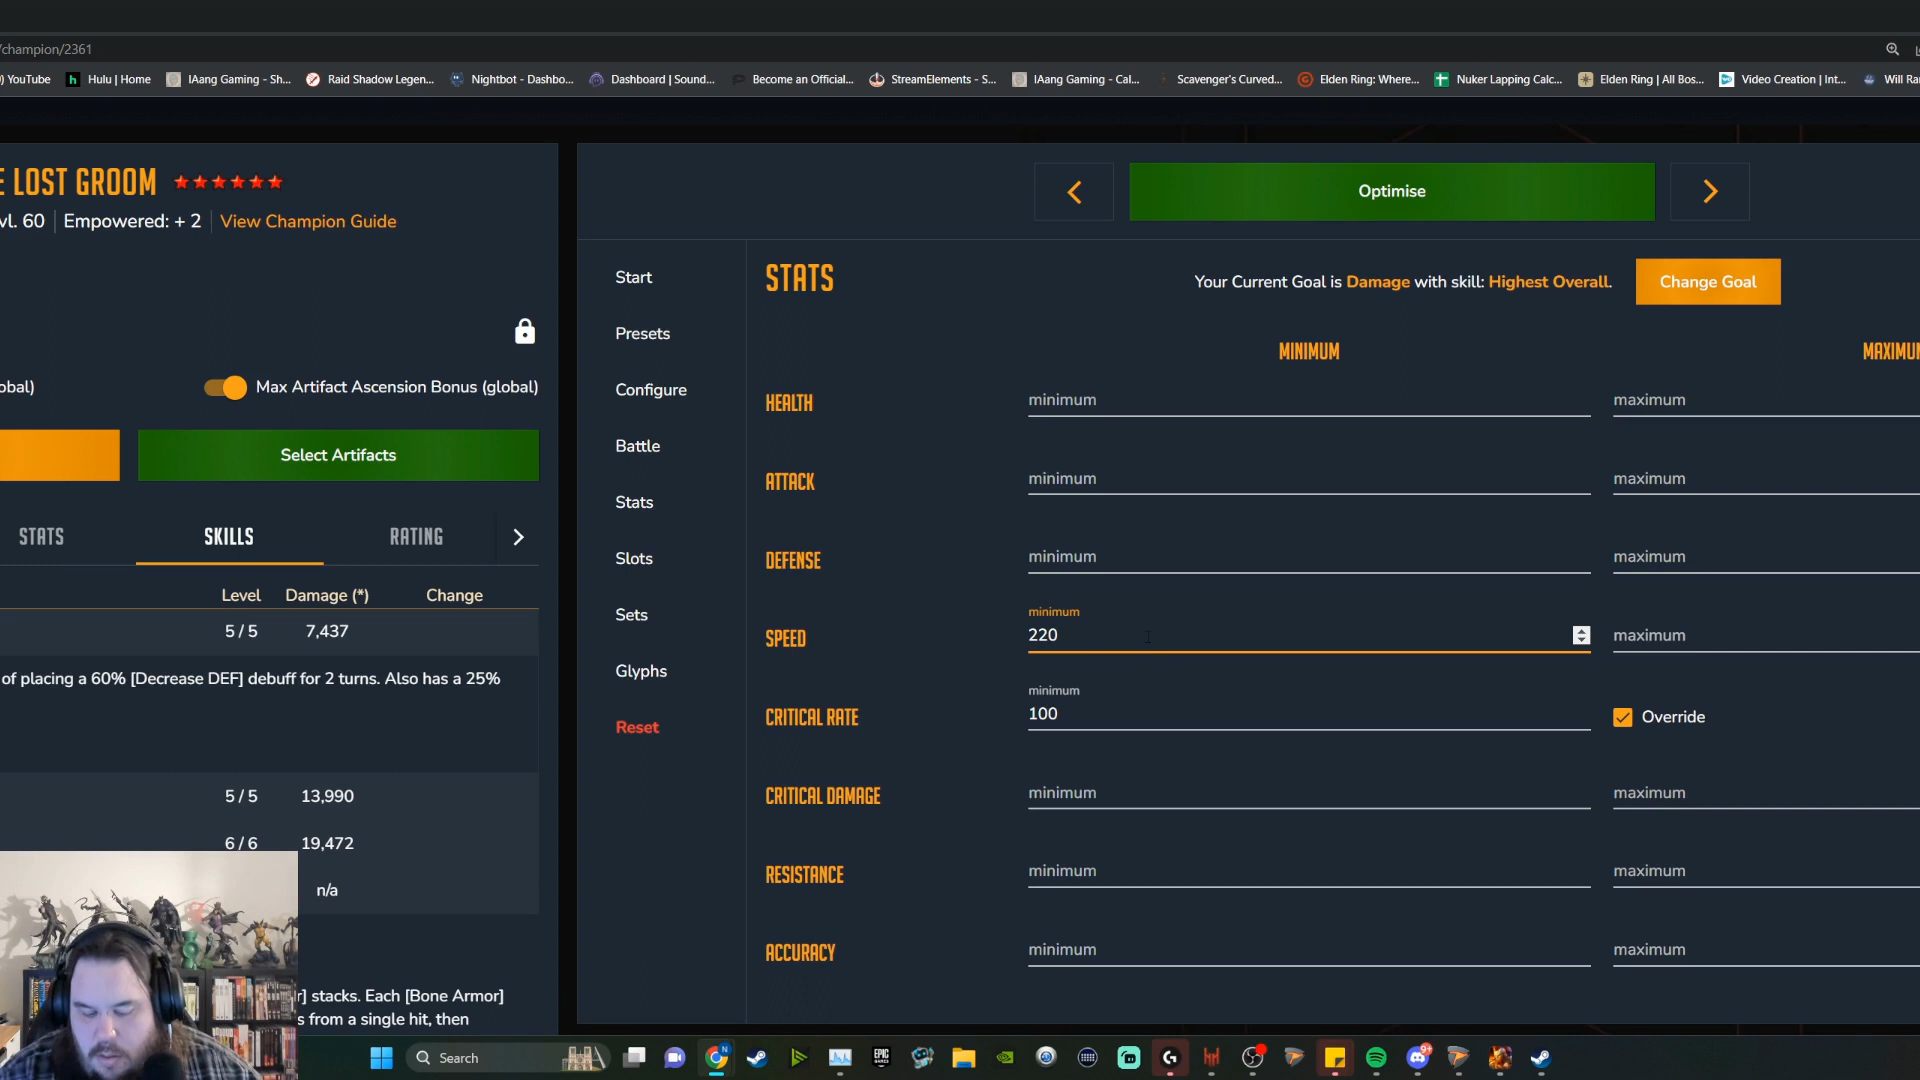 /champion/2361
YouTube
Hulu | Home
IAang Gaming - Sh...
Raid Shadow Legen...
Nightbot - Dashbo...
Dashboard | Sound...
Become an Official...
StreamElements - S...
IAang Gaming - Cal...
Scavenger's Curved...
Elden Ring: Where...
Nuker Lapping Calc...
Elden Ring | All Bos...
Video Creation | Int...
Will Ra
E LOST GROOM
vl. 60
Empowered: + 2
View Champion Guide
obal)
Max Artifact Ascension Bonus (global)
Select Artifacts
STATS
SKILLS
RATING
Level
Damage (*)
Change
5 / 5
7,437
of placing a 60% [Decrease DEF] debuff for 2 turns. Also has a 25%
5 / 5
13,990
6 / 6
19,472
n/a
r] stacks. Each [Bone Armor]
s from a single hit, then
Optimise
Start
Presets
Configure
Battle
Stats
Slots
Sets
Glyphs
Reset
STATS
Your Current Goal is Damage with skill: Highest Overall.
Change Goal
MINIMUM
MAXIMUM
HEALTH
minimum
maximum
ATTACK
minimum
maximum
DEFENSE
minimum
maximum
SPEED
minimum
220
maximum
CRITICAL RATE
minimum
100
Override
CRITICAL DAMAGE
minimum
maximum
RESISTANCE
minimum
maximum
ACCURACY
minimum
maximum
Search
EPIC
GAMES
9+